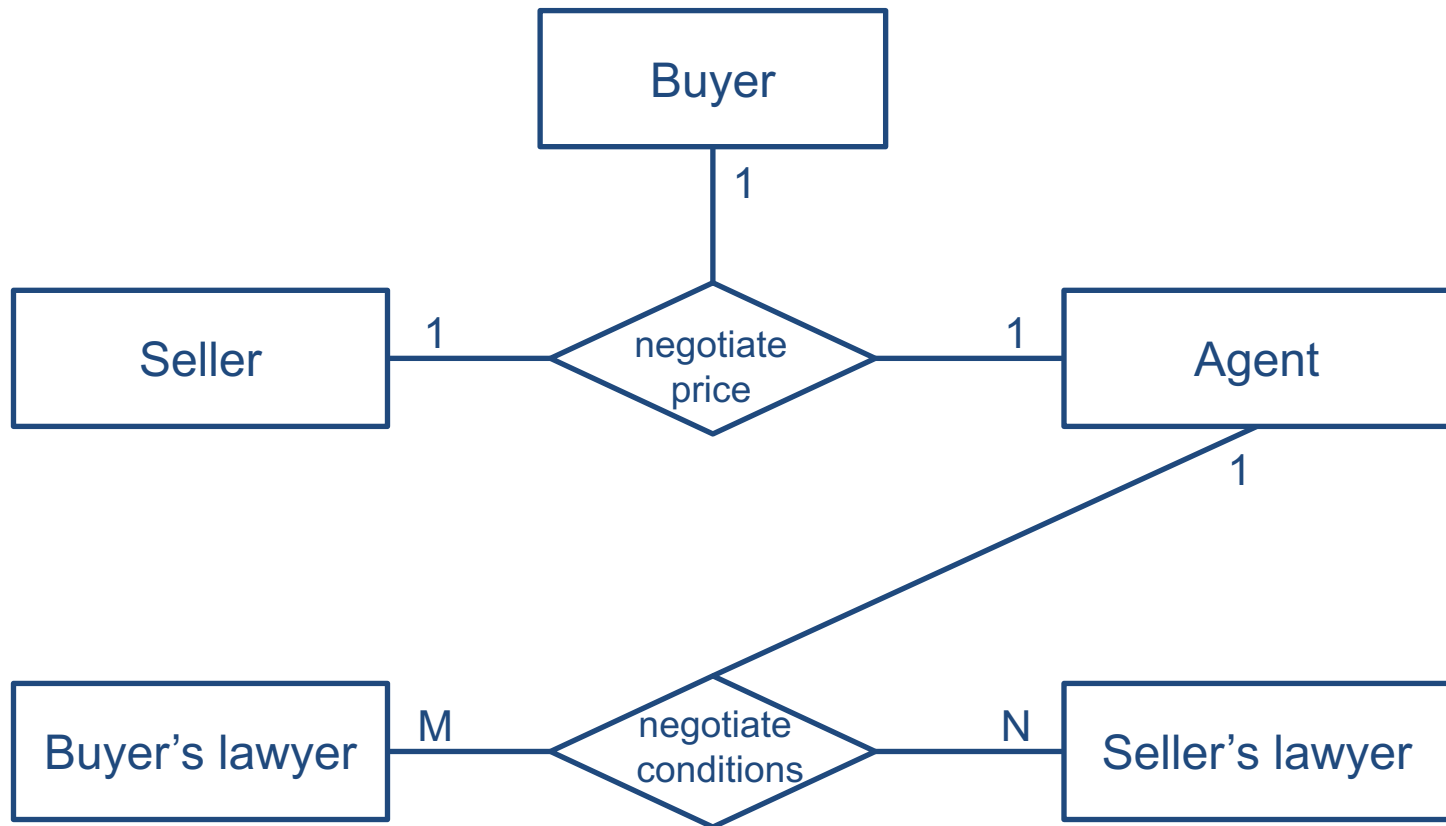 Buyer
1
Seller
1
negotiate
price
1
Agent
1
Buyer’s lawyer
M
negotiate
conditions
N
Seller’s lawyer